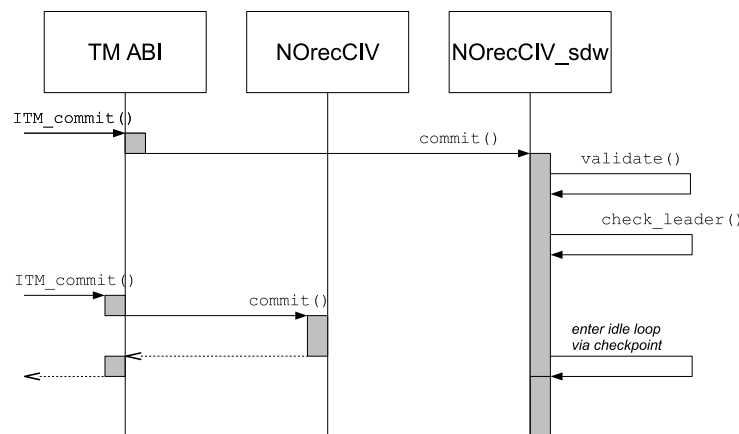 TM ABI
NOrecCIV
NOrecCIV_sdw
ITM_commit()
commit()
validate()
check_leader()
ITM_commit()
commit()
enter idle loop
via checkpoint